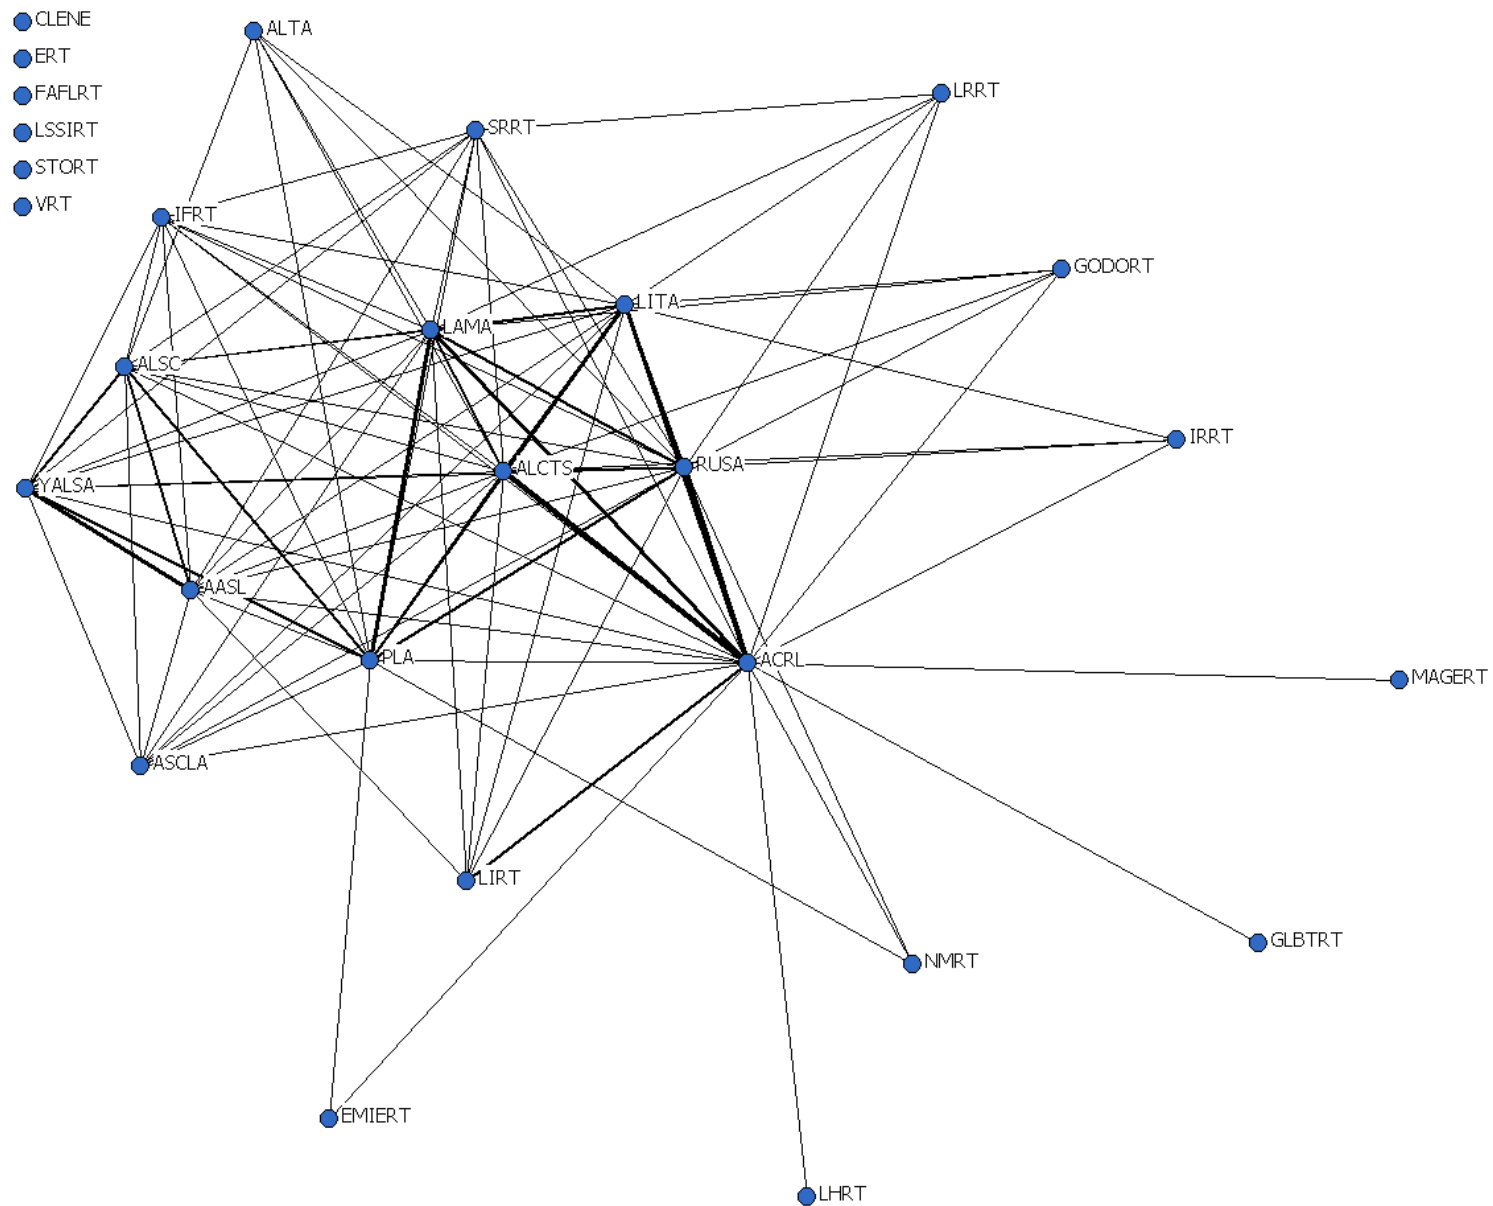 CLENE
ALTA
ERT
FAFLRT
LRRT
SRRT
LSSIRT
STORT
VRT
IFRT
GODORT
LITA
LAMA
ALSC
IRRT
RUSA
ALCTS
YALSA
AASL
PLA
ACRL
MAGERT
ASCLA
LIRT
GLBTRT
NMRT
EMIERT
LHRT